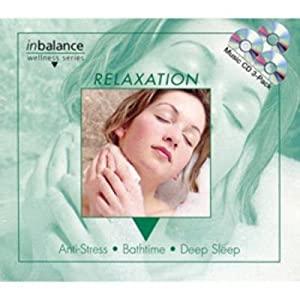 inbalance
wellness series
Music CD 3-Pack
RELAXATION
Anti-Stress • Bathtime • Deep Sleep